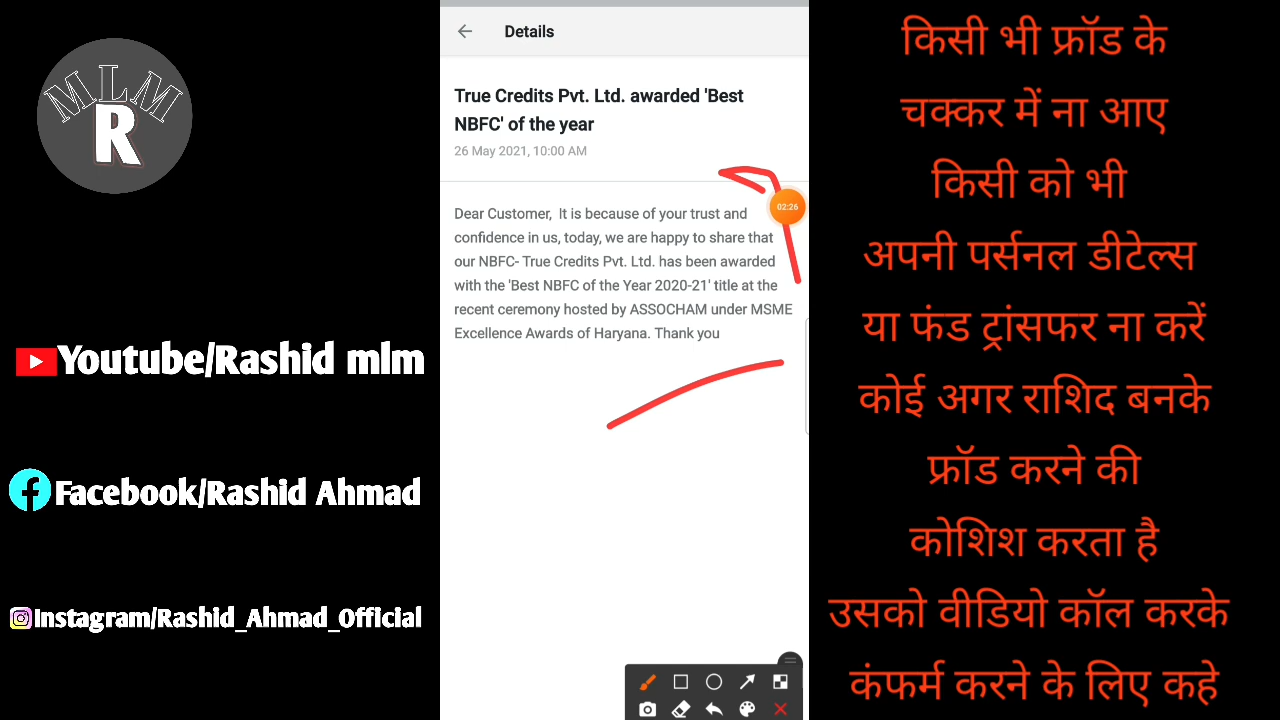 MLM
R
Youtube/Rashid mlm
Facebook/Rashid Ahmad
Instagram/Rashid_Ahmad_Official
Details
True Credits Pvt. Ltd. awarded 'Best
NBFC' of the year
26 May 2021, 10:00 AM
02:26
Dear Customer, It is because of your trust and
confidence in us, today, we are happy to share that
our NBFC- True Credits Pvt. Ltd. has been awarded
with the 'Best NBFC of the Year 2020-21' title at the
recent ceremony hosted by ASSOCHAM under MSME
Excellence Awards of Haryana. Thank you
किसी भी फ्रॉड के
चक्कर में ना आए
किसी को भी
अपनी पर्सनल डीटेल्स
या फंड ट्रांसफर ना करें
कोई अगर राशिद बनके
फ्रॉड करने की
कोशिश करता है
उसको वीडियो कॉल करके
कंफर्म करने के लिए कहे